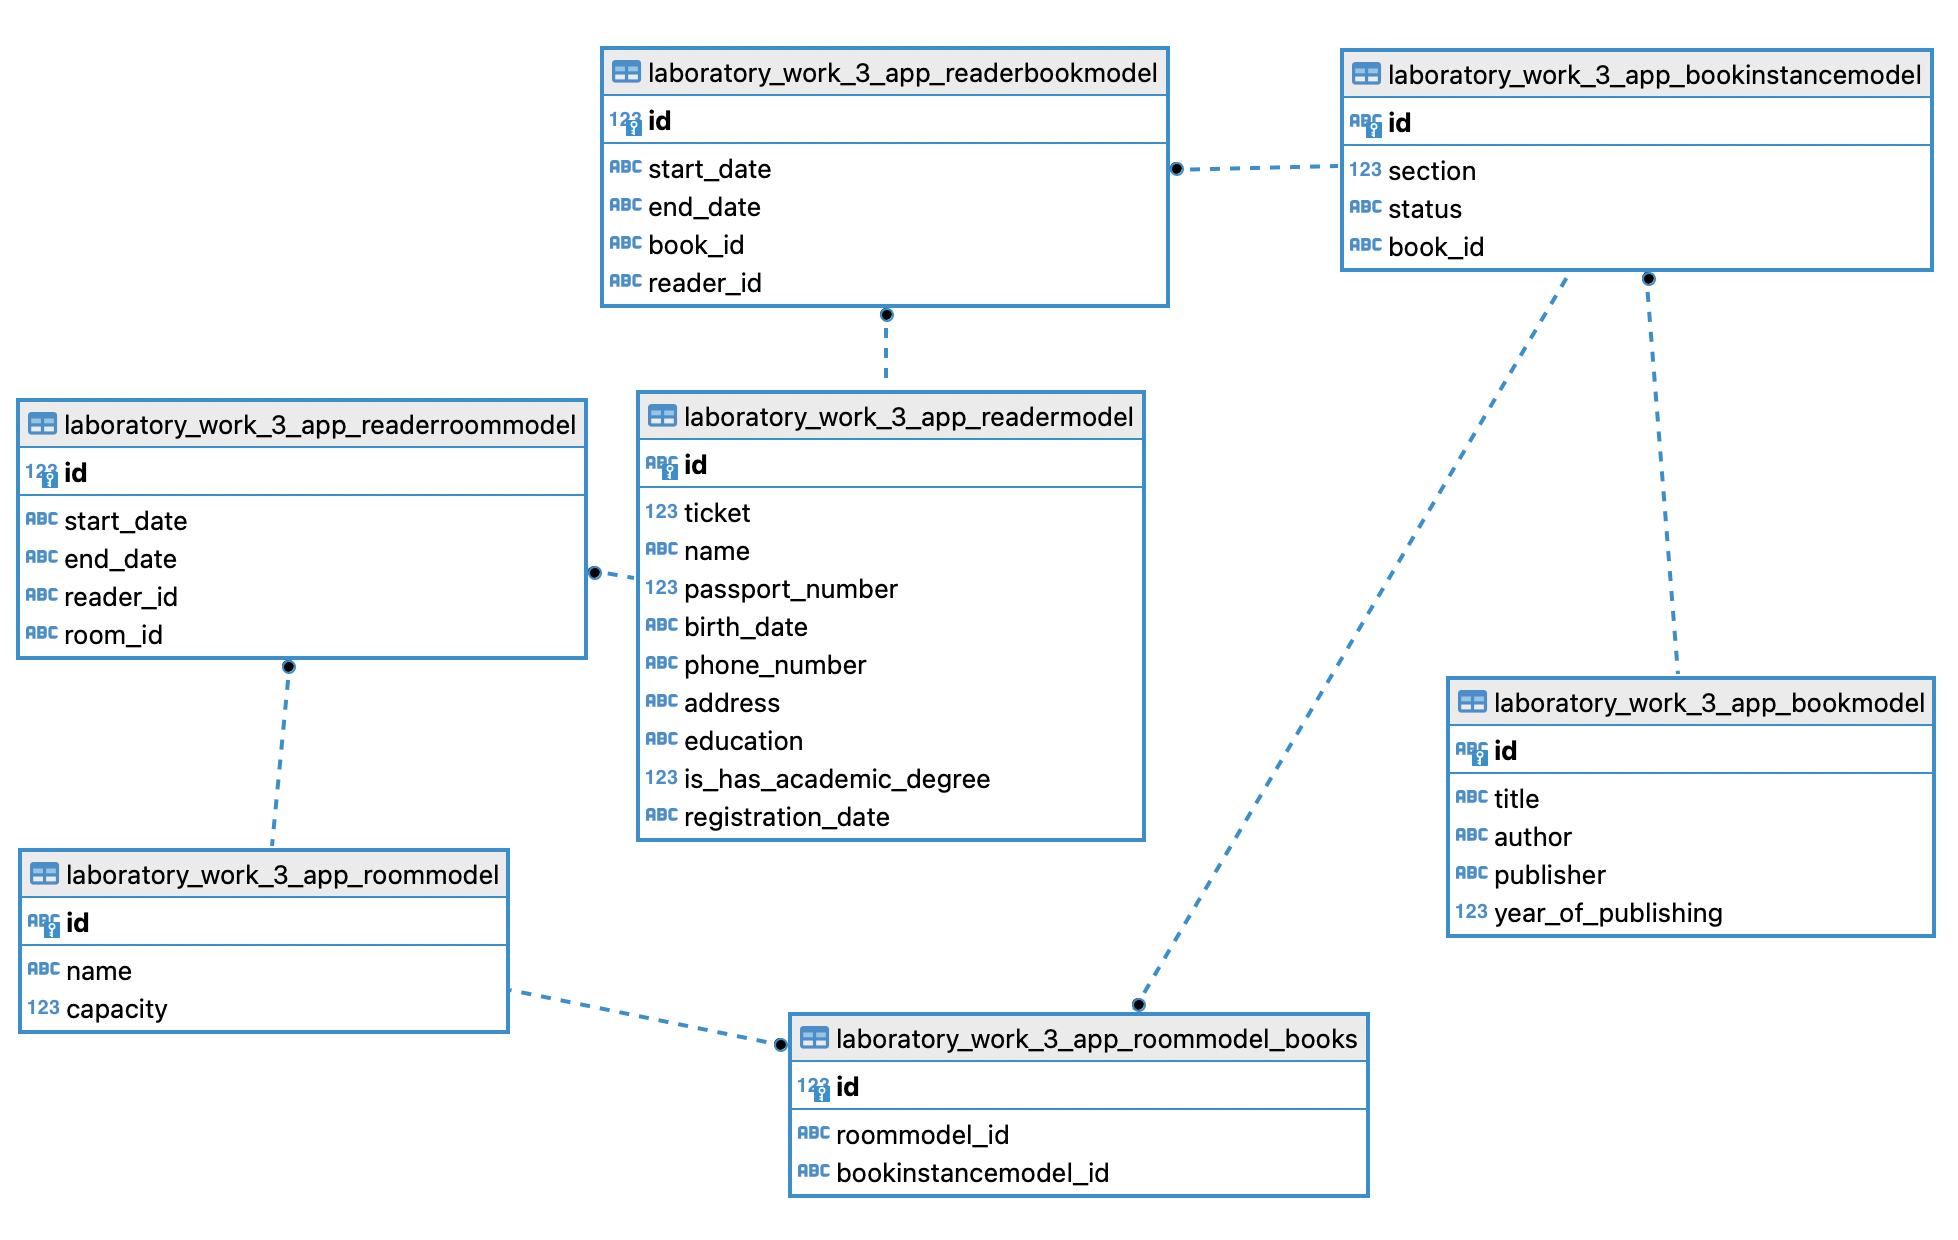 laboratory_work_3_app_readerbookmodel
123 id
ABC start_date
ABC end_date
ABC book_id
ABC reader_id
laboratory_work_3_app_bookinstancemodel
ABC id
123 section
ABC status
ABC book_id
laboratory_work_3_app_readerroommodel
123 id
ABC start_date
ABC end_date
ABC reader_id
ABC room_id
laboratory_work_3_app_readermodel
ABC id
123 ticket
ABC name
123 passport_number
ABC birth_date
ABC phone_number
ABC address
ABC education
123 is_has_academic_degree
ABC registration_date
laboratory_work_3_app_bookmodel
ABC id
ABC title
ABC author
ABC publisher
123 year_of_publishing
laboratory_work_3_app_roommodel
ABC id
ABC name
123 capacity
laboratory_work_3_app_roommodel_books
123 id
ABC roommodel_id
ABC bookinstancemodel_id